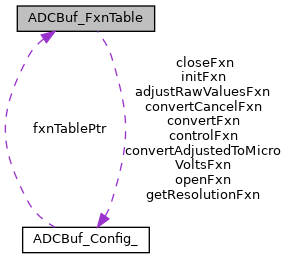 ADCBuf_FxnTable
closeFxn
initFxn
adjustRawValuesFxn
convertCancelFxn
convertFxn
controlFxn
convertAdjustedToMicro
VoltsFxn
openFxn
getResolutionFxn
fxnTablePtr
ADCBuf_Config_